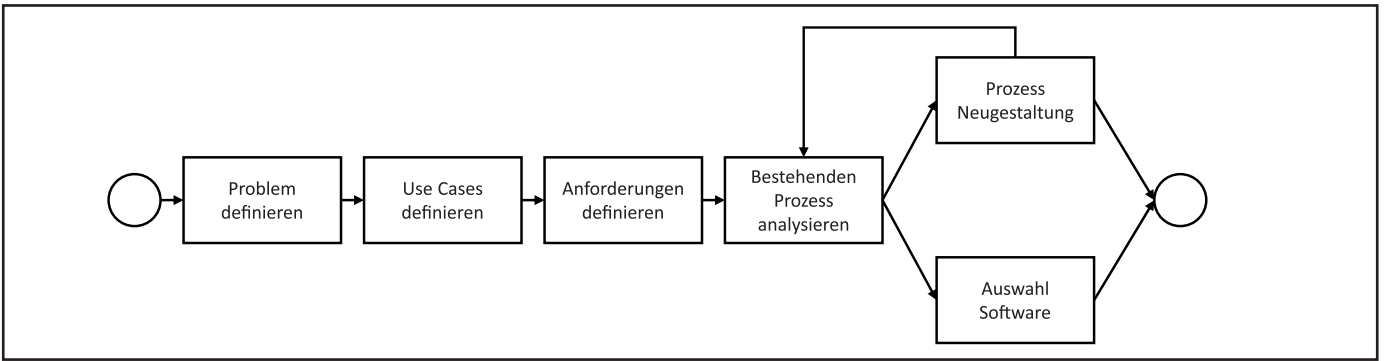 Problem
definieren
Use Cases
definieren
Anforderungen
definieren
Bestehenden
Prozess
analysieren
Prozess
Neugestaltung
Auswahl
Software